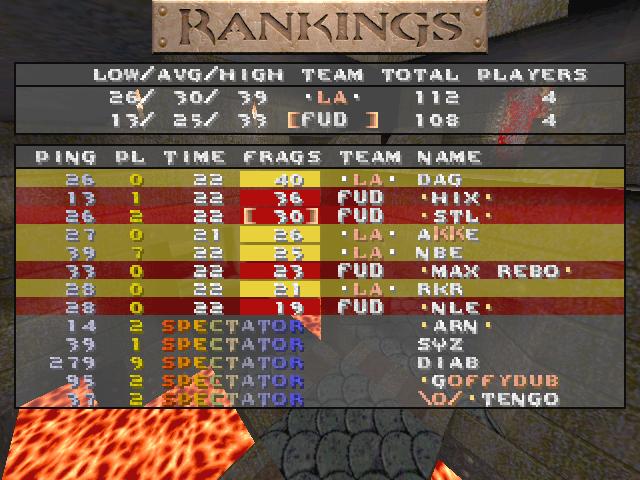 RANKINGS
LOW/AVG/HIGH TEAM TOTAL PLAYERS
26/ 30/ 39 ·LA· 112 4
13/ 25/ 33 [FUD ] 108 4
PING PL TIME FRAGS TEAM NAME
26 0 22 40 ·LA· DAG
13 1 22 36 FUD ·HIX·
26 2 22 [ 30] FUD ·STL·
27 0 21 26 ·LA· AKKE
39 7 22 25 ·LA· NBE
33 0 22 23 FUD ·MAX REBO·
28 0 22 21 ·LA· RKR
28 0 22 19 FUD ·NLE·
14 2 SPECTATOR ·ARN·
39 1 SPECTATOR SYZ
279 9 SPECTATOR DIAB
95 2 SPECTATOR ·GOFFYDUB
37 2 SPECTATOR \O/·TENGO